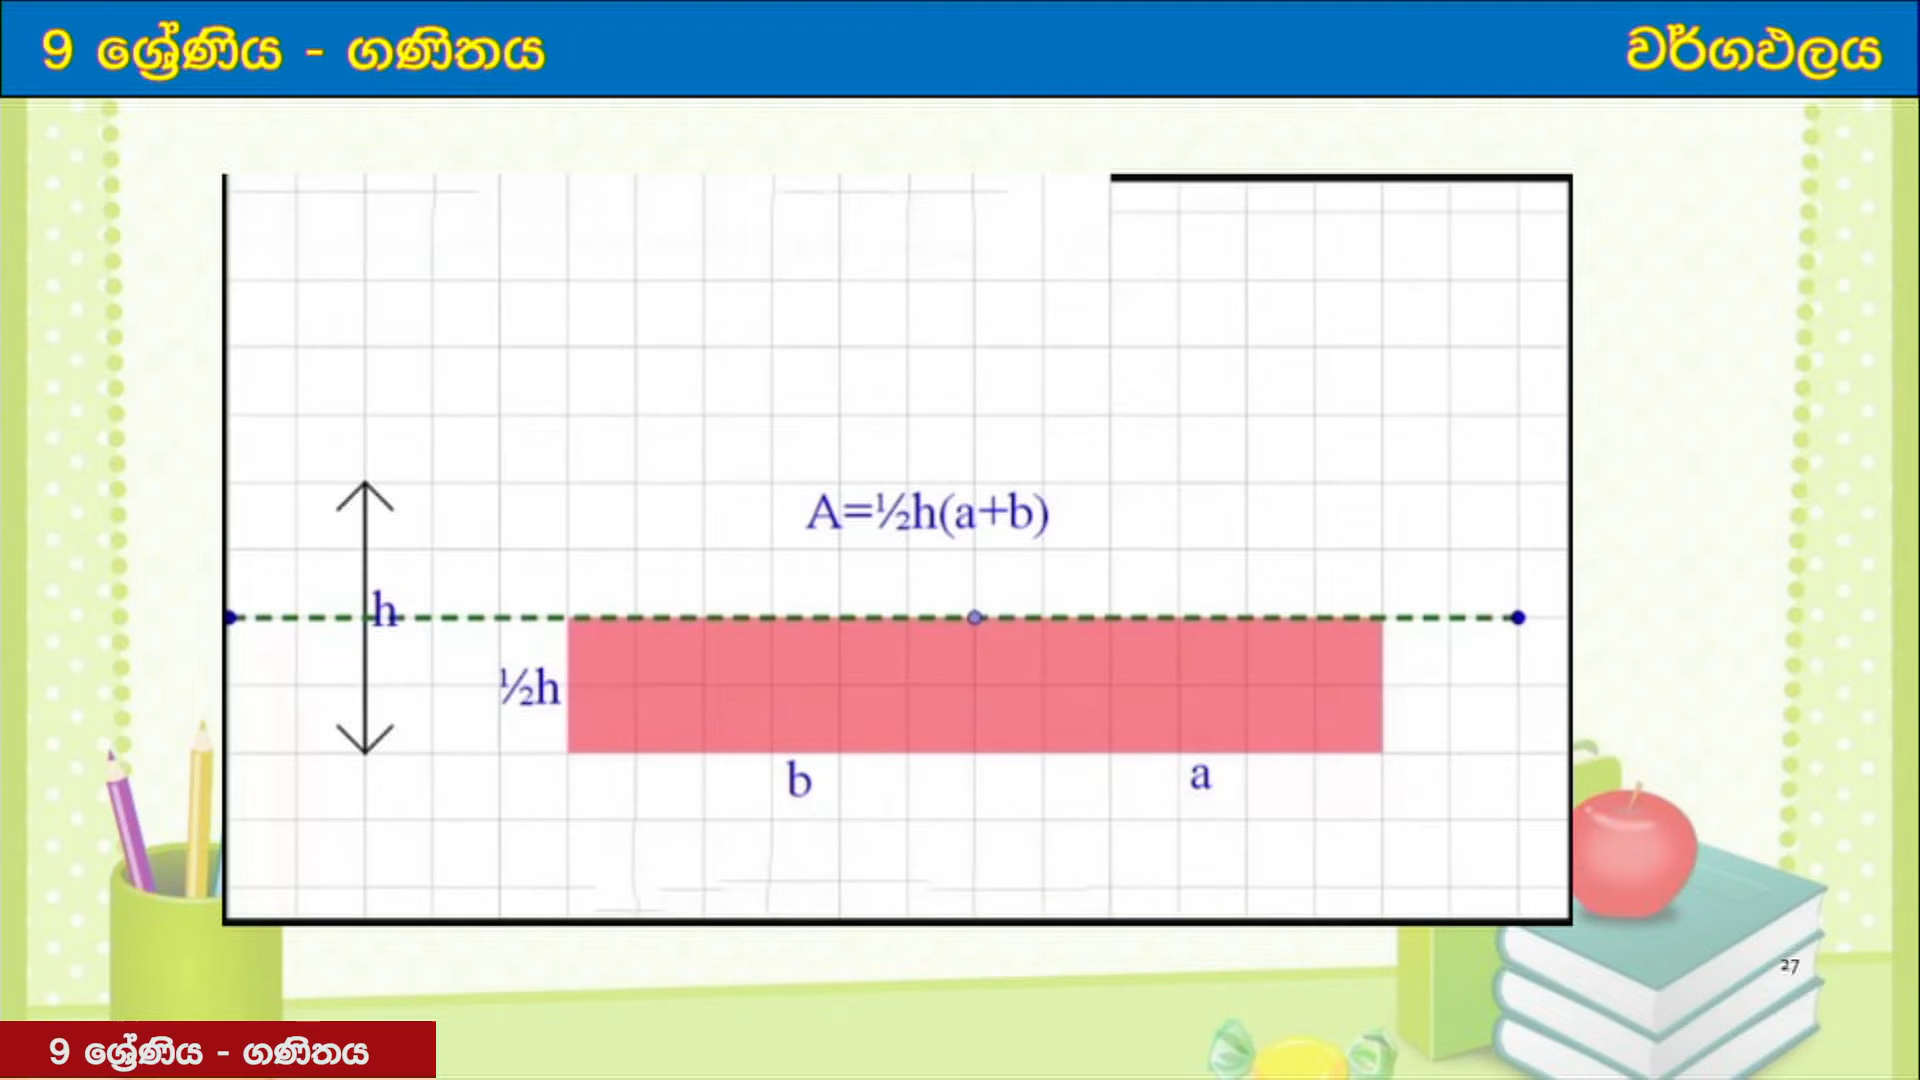 9 ශ්‍රේණිය - ගණිතය
වර්ගඵලය
A=½h(a+b)
h
½h
b
a
27
9 ශ්‍රේණිය - ගණිතය